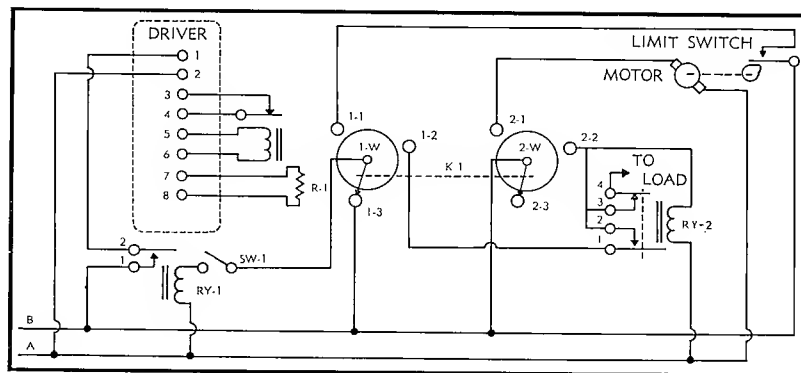 DRIVER
1
2
3
4
5
6
7
8
R-1
1-1
1-W
1-2
1-3
K 1
2-1
2-W
2-2
2-3
LIMIT SWITCH
MOTOR
TO
LOAD
4
3
2
1
RY-2
2
1
SW-1
RY-1
B
A